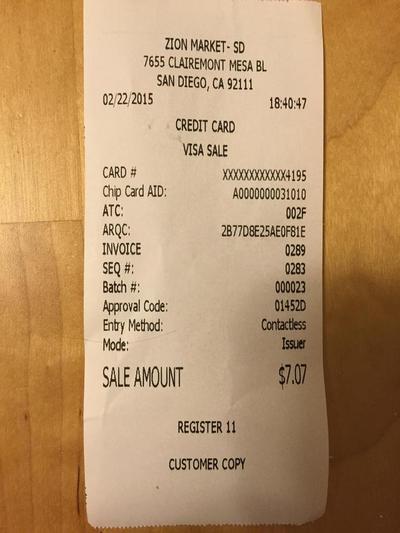 ZION MARKET- SD
7655 CLAIREMONT MESA BL
SAN DIEGO, CA 92111
02/22/2015 18:40:47
CREDIT CARD
VISA SALE
CARD # XXXXXXXXXXXX4195
Chip Card AID: A0000000031010
ATC: 002F
ARQC: 2B77D8E25AE0F81E
INVOICE 0289
SEQ #: 0283
Batch #: 000023
Approval Code: 01452D
Entry Method: Contactless
Mode: Issuer
SALE AMOUNT $7.07
REGISTER 11
CUSTOMER COPY